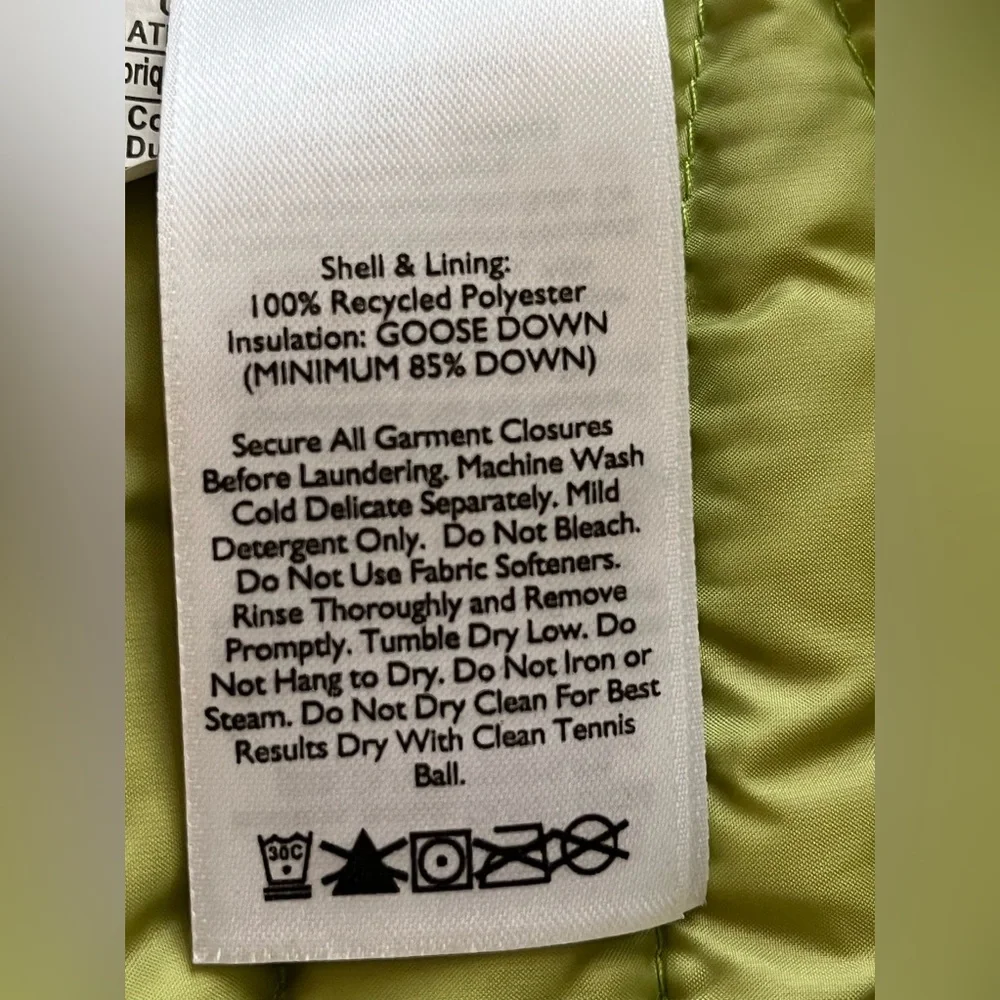 AT
Co
Du
Shell & Lining:
100% Recycled Polyester
Insulation: GOOSE DOWN
(MINIMUM 85% DOWN)
Secure All Garment Closures
Before Laundering. Machine Wash
Cold Delicate Separately. Mild
Detergent Only. Do Not Bleach.
Do Not Use Fabric Softeners.
Rinse Thoroughly and Remove
Promptly. Tumble Dry Low. Do
Not Hang to Dry. Do Not Iron or
Steam. Do Not Dry Clean For Best
Results Dry With Clean Tennis
Ball.
30C